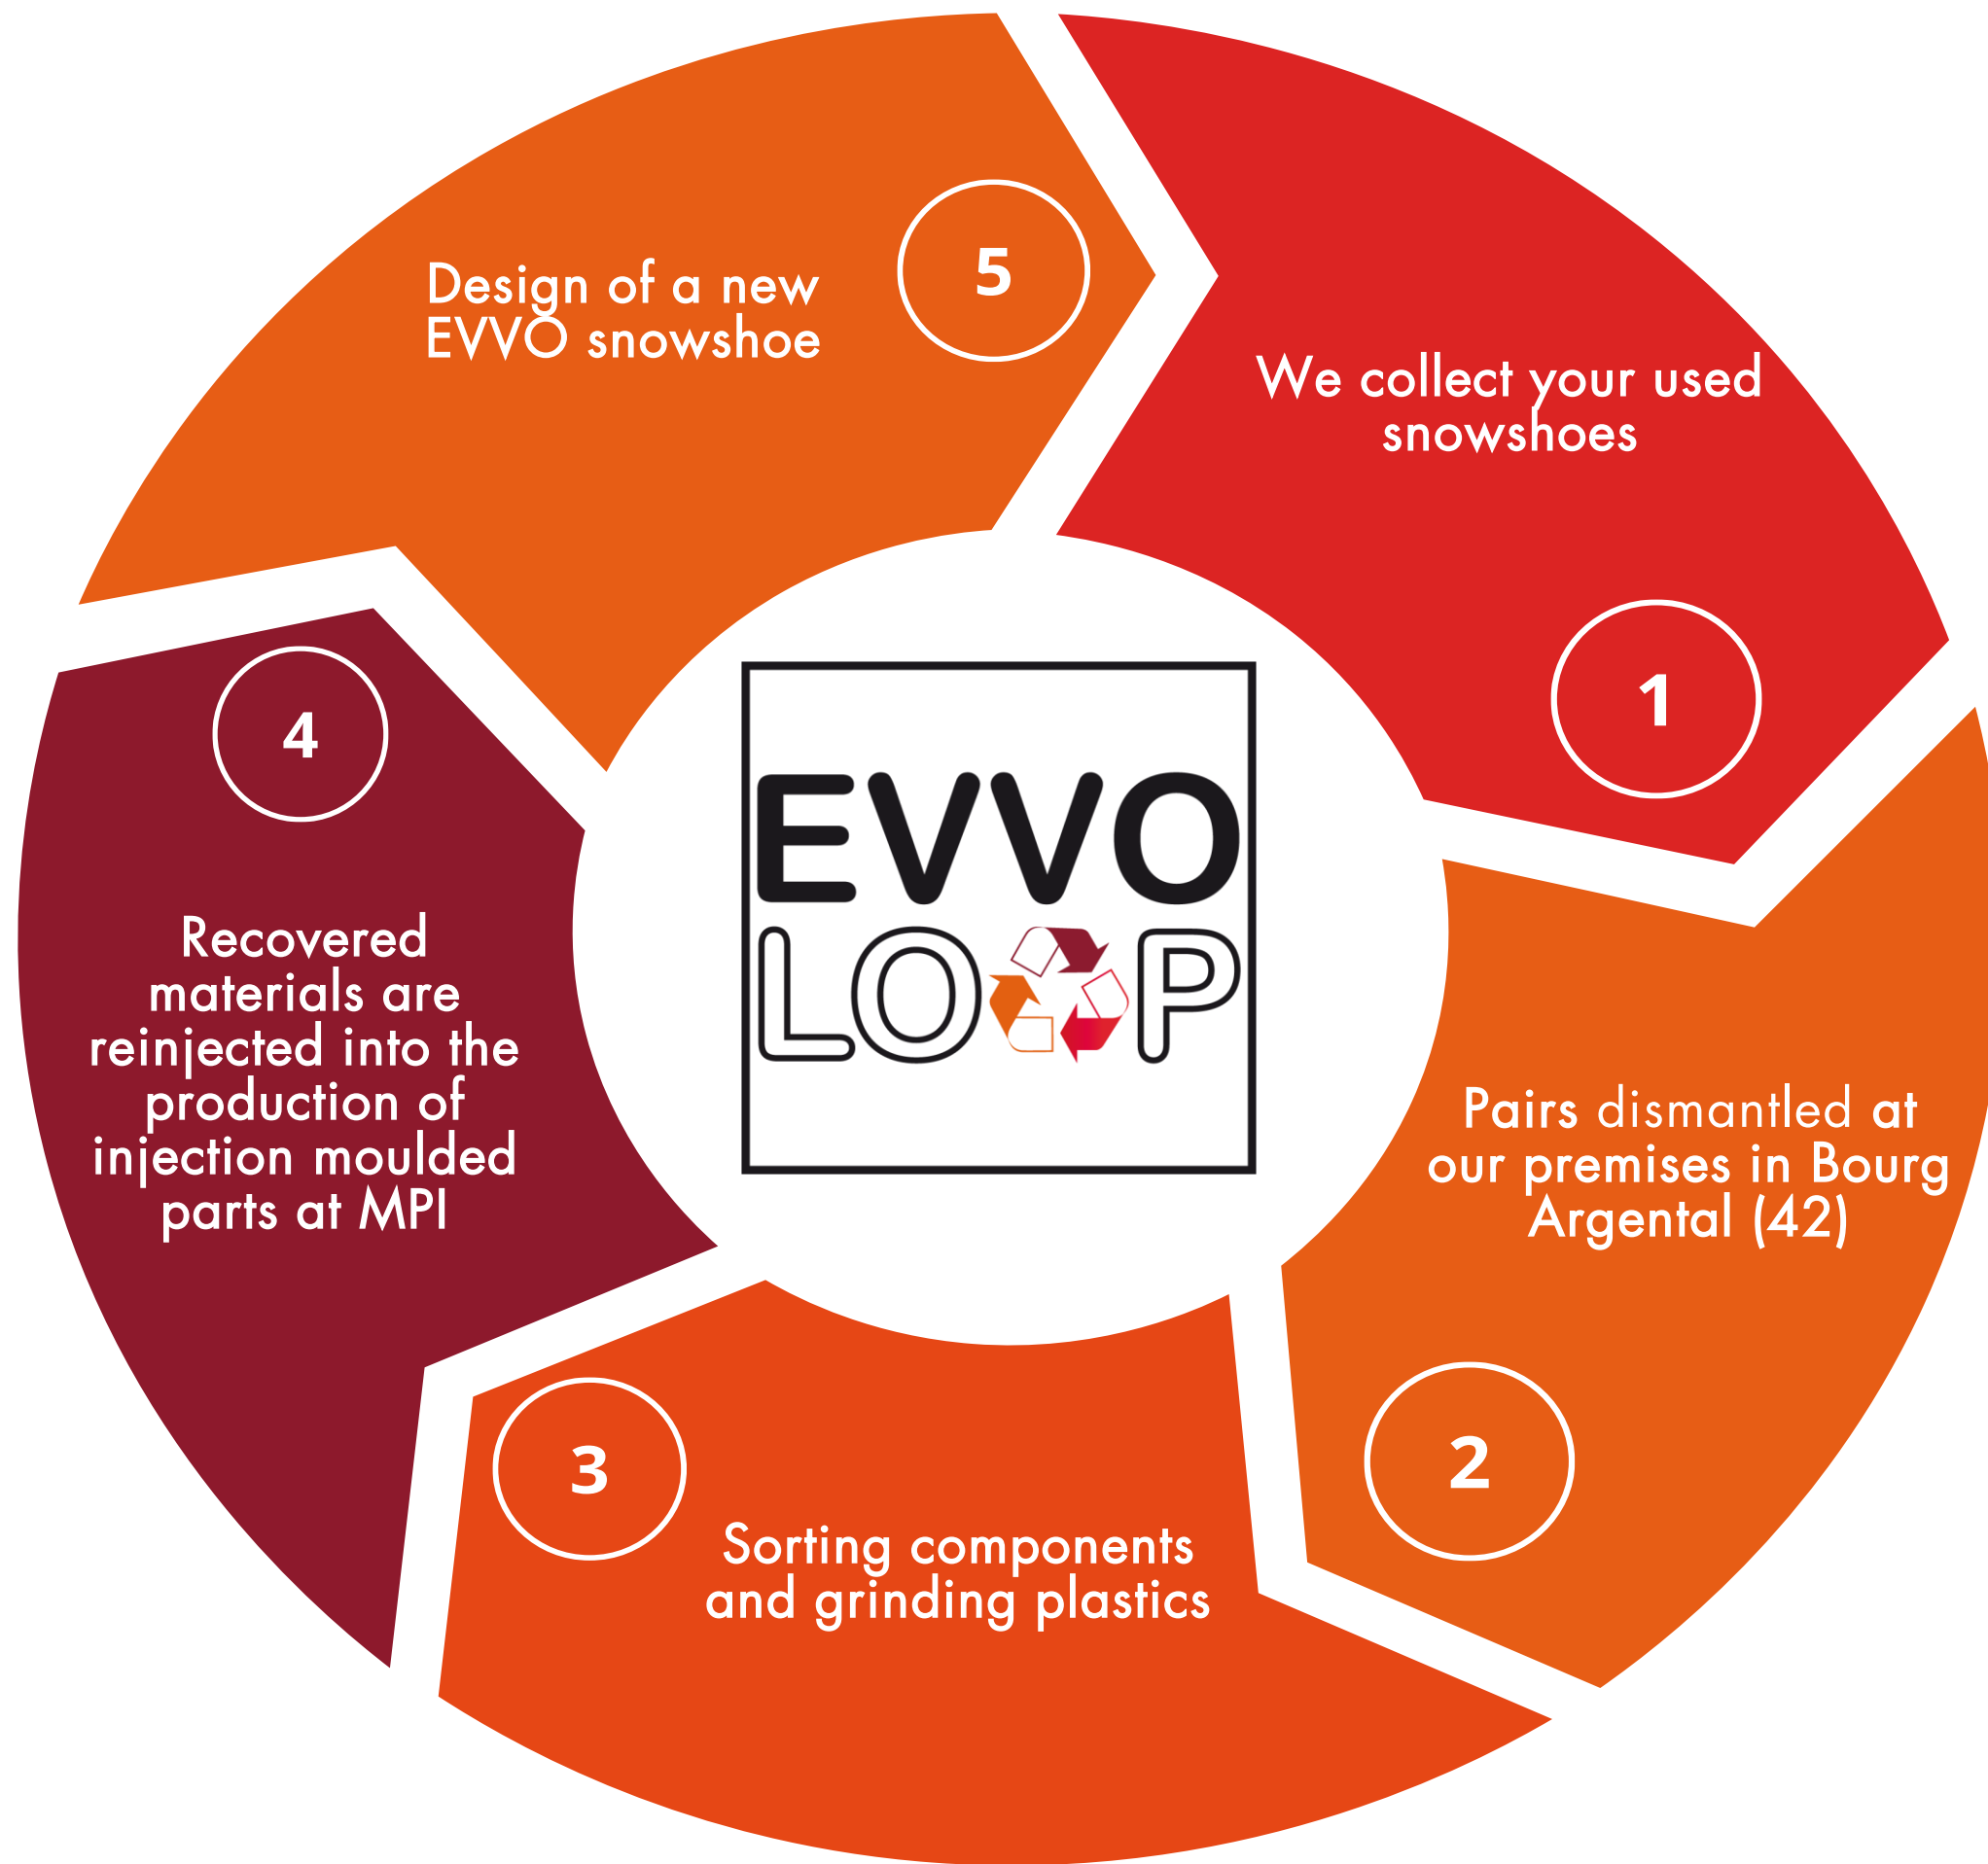 We collect your used
snowshoes
1
Pairs dismantled at
our premises in Bourg
Argental (42)
2
3
Sorting components
and grinding plastics
4
Recovered
materials are
reinjected into the
production of
injection moulded
parts at MPI
5
Design of a new
EVVO snowshoe
EVVO
LOOP